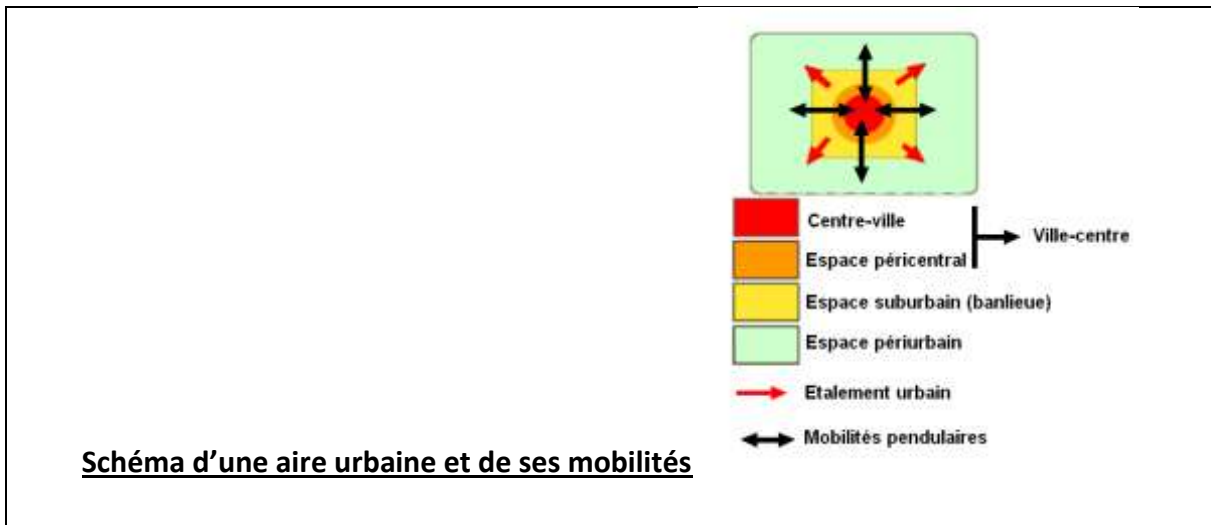 Centre-ville
Ville-centre
Espace péricentral
Espace suburbain (banlieue)
Espace périurbain
Etalement urbain
Mobilités pendulaires
Schéma d’une aire urbaine et de ses mobilités